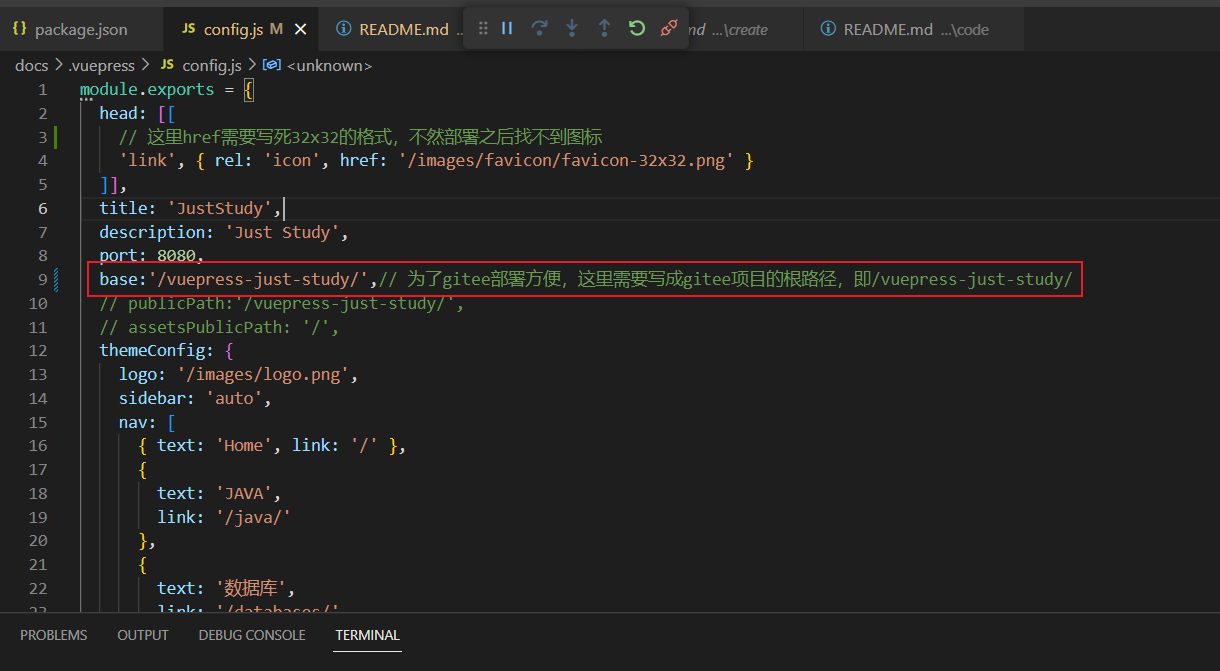 {} package.json
JS config.js M ×
README.md ..
md ...\create
README.md ...\code
docs > .vuepress > JS config.js > <unknown>
1 module.exports = {
2 head: [[
3 // 这里href需要写死32x32的格式，不然部署之后找不到图标
4 'link', { rel: 'icon', href: '/images/favicon/favicon-32x32.png' }
5 ]],
6 title: 'JustStudy',
7 description: 'Just Study',
8 port: 8080,
9 base:'/vuepress-just-study/',// 为了gitee部署方便，这里需要写成gitee项目的根路径，即/vuepress-just-study/
10 // publicPath:'/vuepress-just-study/',
11 // assetsPublicPath: '/',
12 themeConfig: {
13 logo: '/images/logo.png',
14 sidebar: 'auto',
15 nav: [
16 { text: 'Home', link: '/' },
17 {
18 text: 'JAVA',
19 link: '/java/'
20 },
21 {
22 text: '数据库',
23 link: '/databases/'
PROBLEMS OUTPUT DEBUG CONSOLE TERMINAL